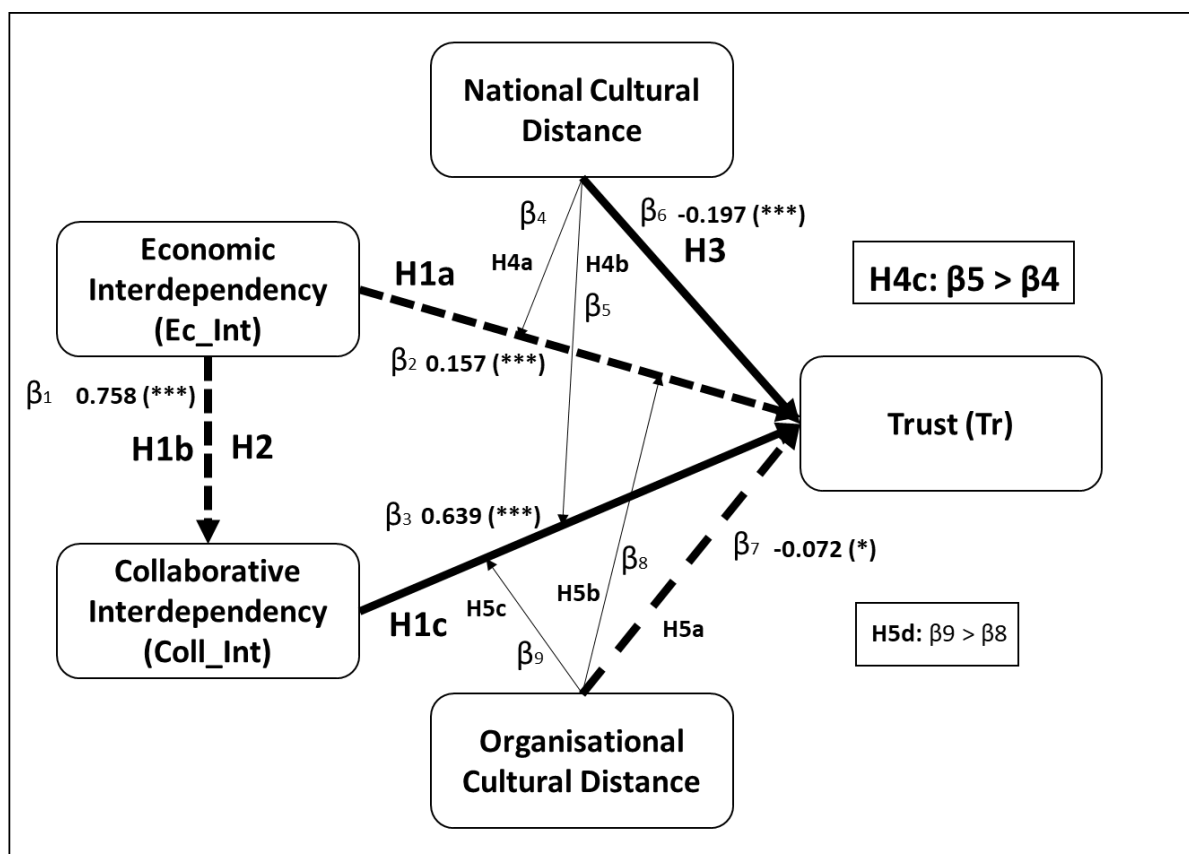 National Cultural
Distance
β4
β6 -0.197 (***)
H3
Economic
Interdependency
(Ec_Int)
H1a
H4a
H4b
β5
H4c: β5 > β4
β2 0.157 (***)
β1 0.758 (***)
H1b
H2
Trust (Tr)
β3 0.639 (***)
Collaborative
Interdependency
(Coll_Int)
H1c
H5c
β9
H5b
β8
β7 -0.072 (*)
H5a
H5d: β9 > β8
Organisational
Cultural Distance